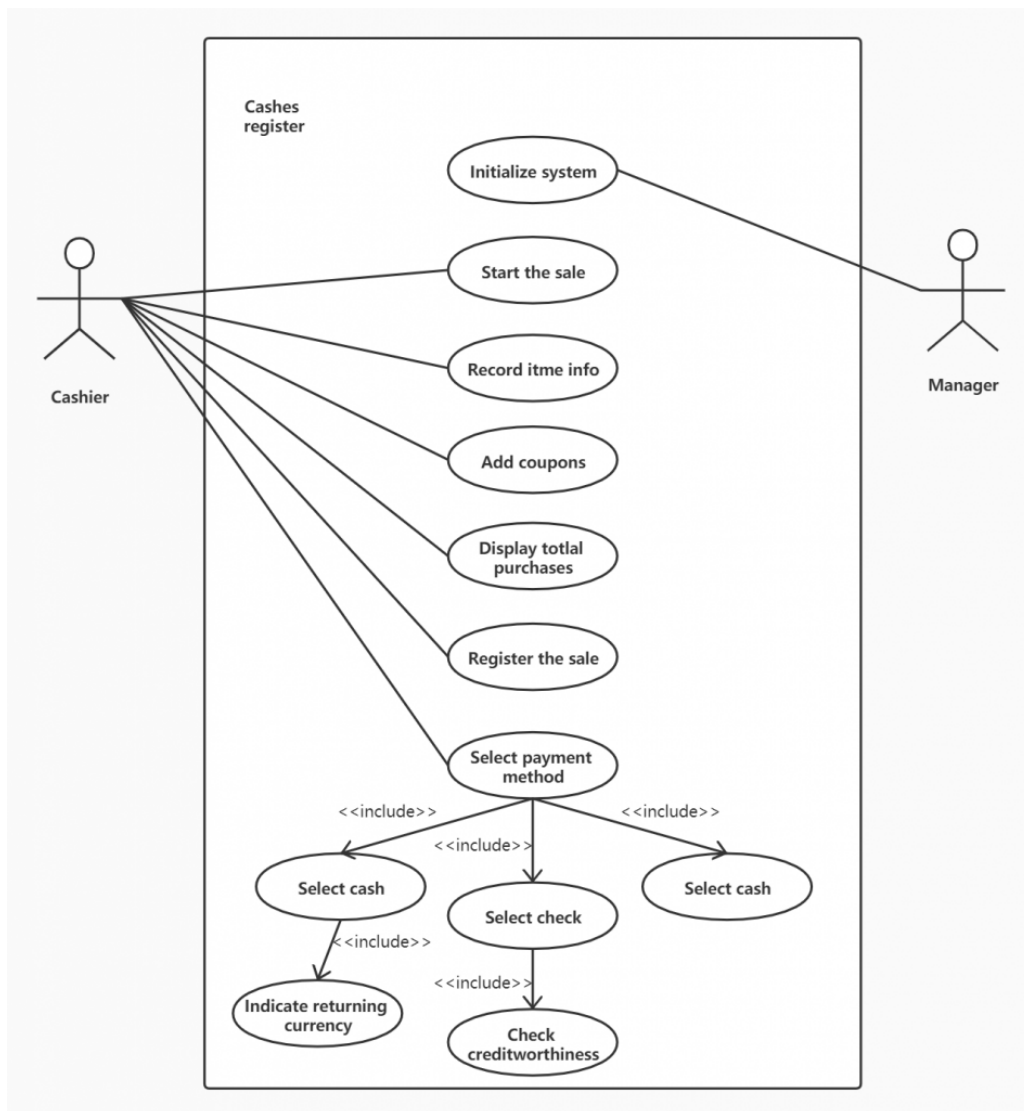 Cashes
register
Initialize system
Start the sale
Record itme info
Cashier
Manager
Add coupons
Display totlal
purchases
Register the sale
Select payment
method
<<include>>
<<include>>
<<include>>
Select cash
Select check
Select cash
<<include>>
<<include>>
Indicate returning
currency
Check
creditworthiness